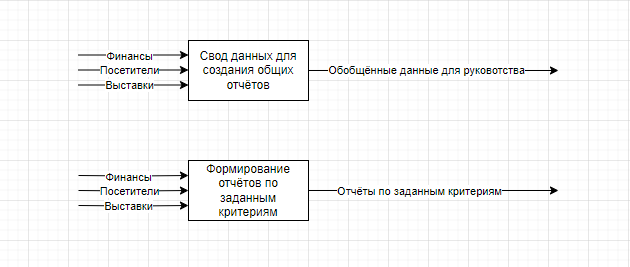 Финансы
Посетители
Выставки
Свод данных для
создания общих
отчётов
Обобщённые данные для руковотства
Финансы
Посетители
Выставки
Формирование
отчётов по
заданным
критериям
Отчёты по заданным критериям